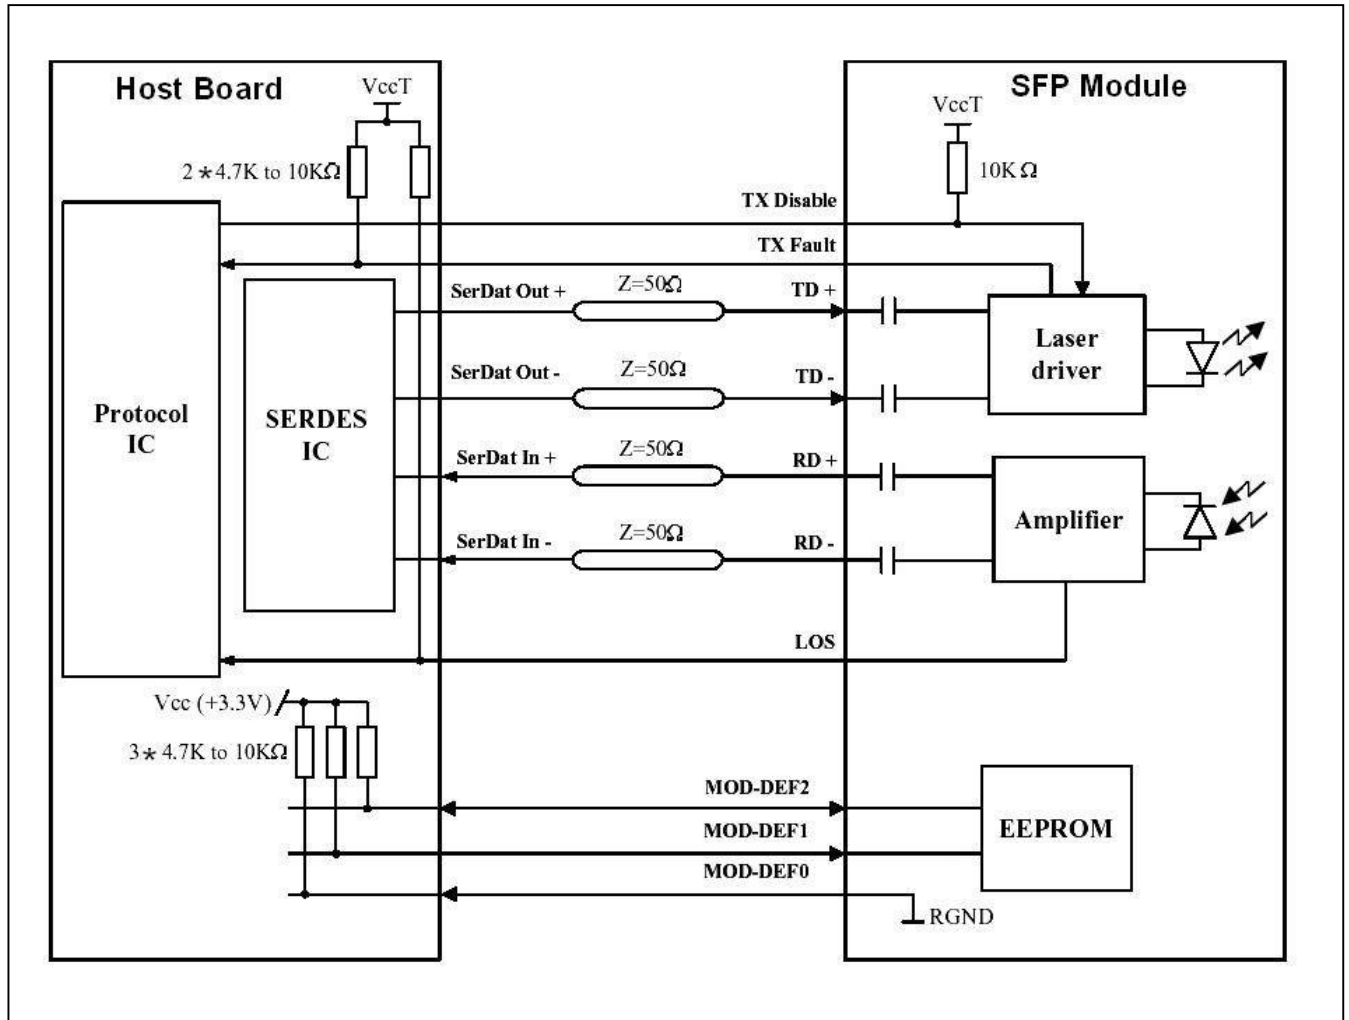 Host Board
SFP Module
VccT
VccT
2*4.7K to 10KΩ
10KΩ
TX Disable
TX Fault
SerDat Out +
Z=50Ω
TD +
Laser
driver
SerDat Out -
Z=50Ω
TD -
Protocol
IC
SERDES
IC
SerDat In +
Z=50Ω
RD +
Amplifier
SerDat In -
Z=50Ω
RD -
LOS
Vcc (+3.3V)
3* 4.7K to 10KΩ
MOD-DEF2
MOD-DEF1
MOD-DEF0
EEPROM
RGND